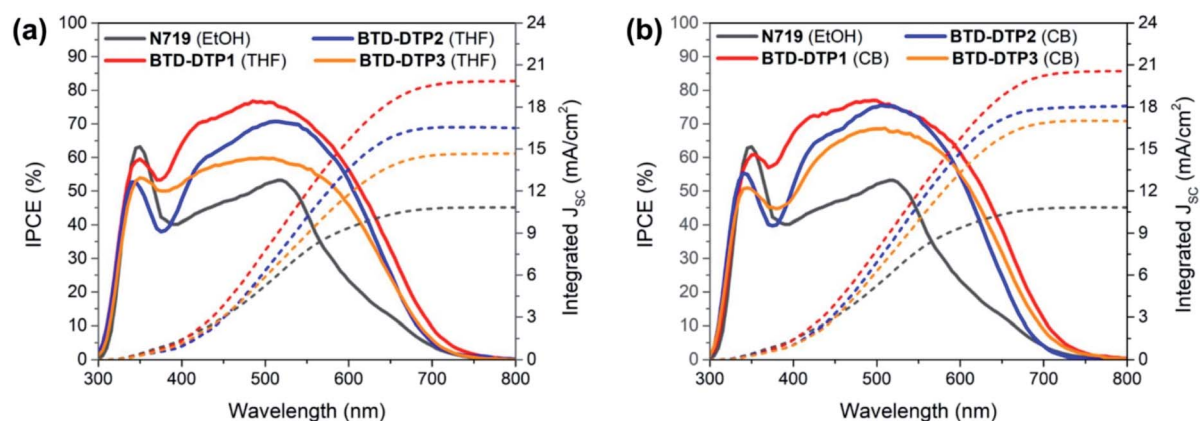 (a)
N719 (EtOH) BTD-DTP2 (THF)
BTD-DTP1 (THF) BTD-DTP3 (THF)
IPCE (%)
100
90
80
70
60
50
40
30
20
10
0
24
21
18
15
12
9
6
3
0
Integrated JSC (mA/cm²)
300 400 500 600 700 800
Wavelength (nm)
(b)
N719 (EtOH) BTD-DTP2 (CB)
BTD-DTP1 (CB) BTD-DTP3 (CB)
IPCE (%)
100
90
80
70
60
50
40
30
20
10
0
24
21
18
15
12
9
6
3
0
Integrated JSC (mA/cm²)
300 400 500 600 700 800
Wavelength (nm)